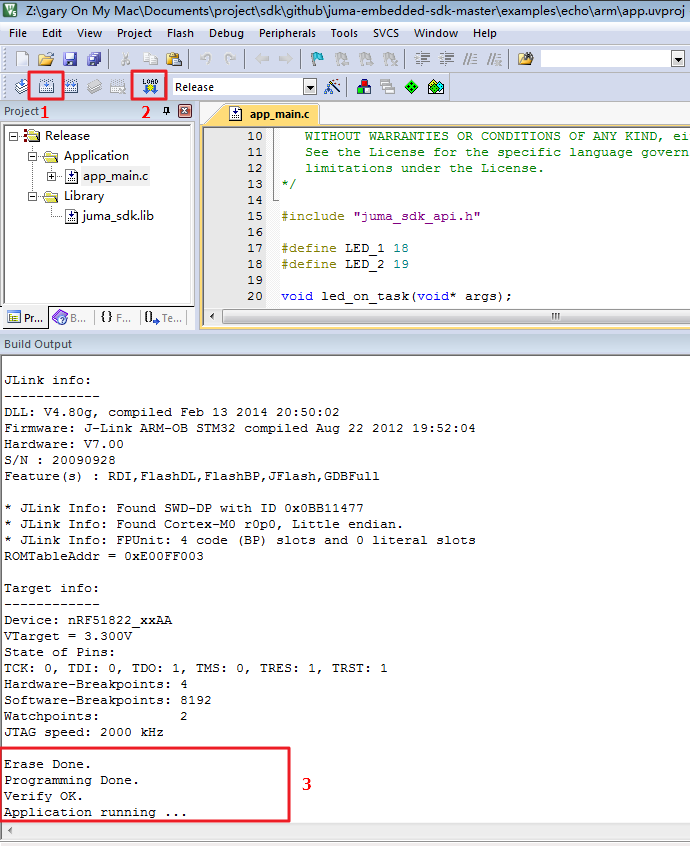 Z:\gary On My Mac\Documents\project\sdk\github\juma-embedded-sdk-master\examples\echo\arm\app.uvproj
File Edit View Project Flash Debug Peripherals Tools SVCS Window Help
LOAD
Release
1
2
Project
Release
Application
app_main.c
Library
juma_sdk.lib
Pr... B... {} F... 0 Te...
app_main.c
10 WITHOUT WARRANTIES OR CONDITIONS OF ANY KIND, ei
11 See the License for the specific language govern
12 limitations under the License.
13 */
14
15 #include "juma_sdk_api.h"
16
17 #define LED_1 18
18 #define LED_2 19
19
20 void led_on_task(void* args);
Build Output
JLink info:
------------
DLL: V4.80g, compiled Feb 13 2014 20:50:02
Firmware: J-Link ARM-OB STM32 compiled Aug 22 2012 19:52:04
Hardware: V7.00
S/N : 20090928
Feature(s) : RDI,FlashDL,FlashBP,JFlash,GDBFull
* JLink Info: Found SWD-DP with ID 0x0BB11477
* JLink Info: Found Cortex-M0 r0p0, Little endian.
* JLink Info: FPUnit: 4 code (BP) slots and 0 literal slots
ROMTableAddr = 0xE00FF003
Target info:
------------
Device: nRF51822_xxAA
VTarget = 3.300V
State of Pins:
TCK: 0, TDI: 0, TDO: 1, TMS: 0, TRES: 1, TRST: 1
Hardware-Breakpoints: 4
Software-Breakpoints: 8192
Watchpoints: 2
JTAG speed: 2000 kHz
Erase Done.
Programming Done.
Verify OK.
Application running ...
3